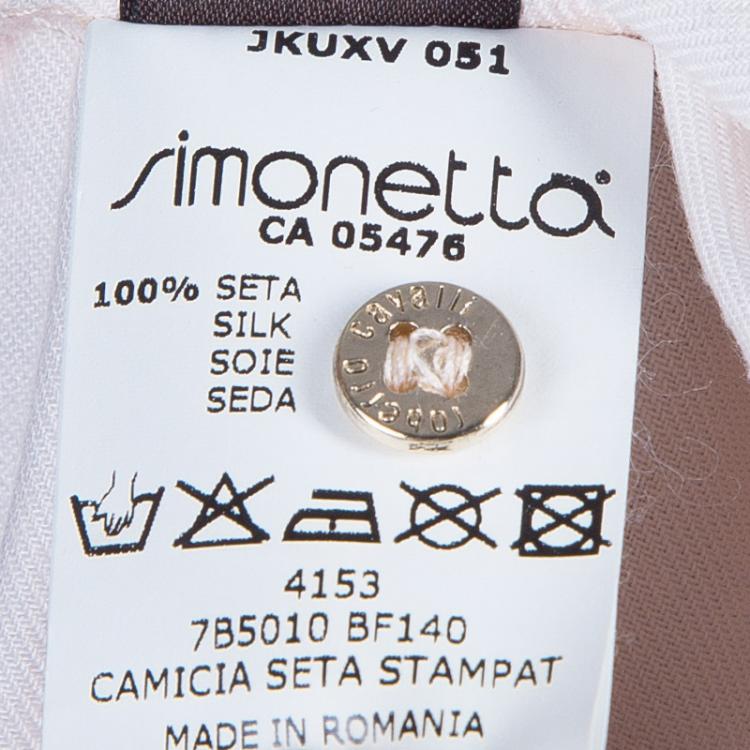 JKUXV 051
simonetta®
CA 05476
100% SETA
SILK
SOIE
SEDA
roberto cavalli
4153
7B5010 BF140
CAMICIA SETA STAMPAT
MADE IN ROMANIA